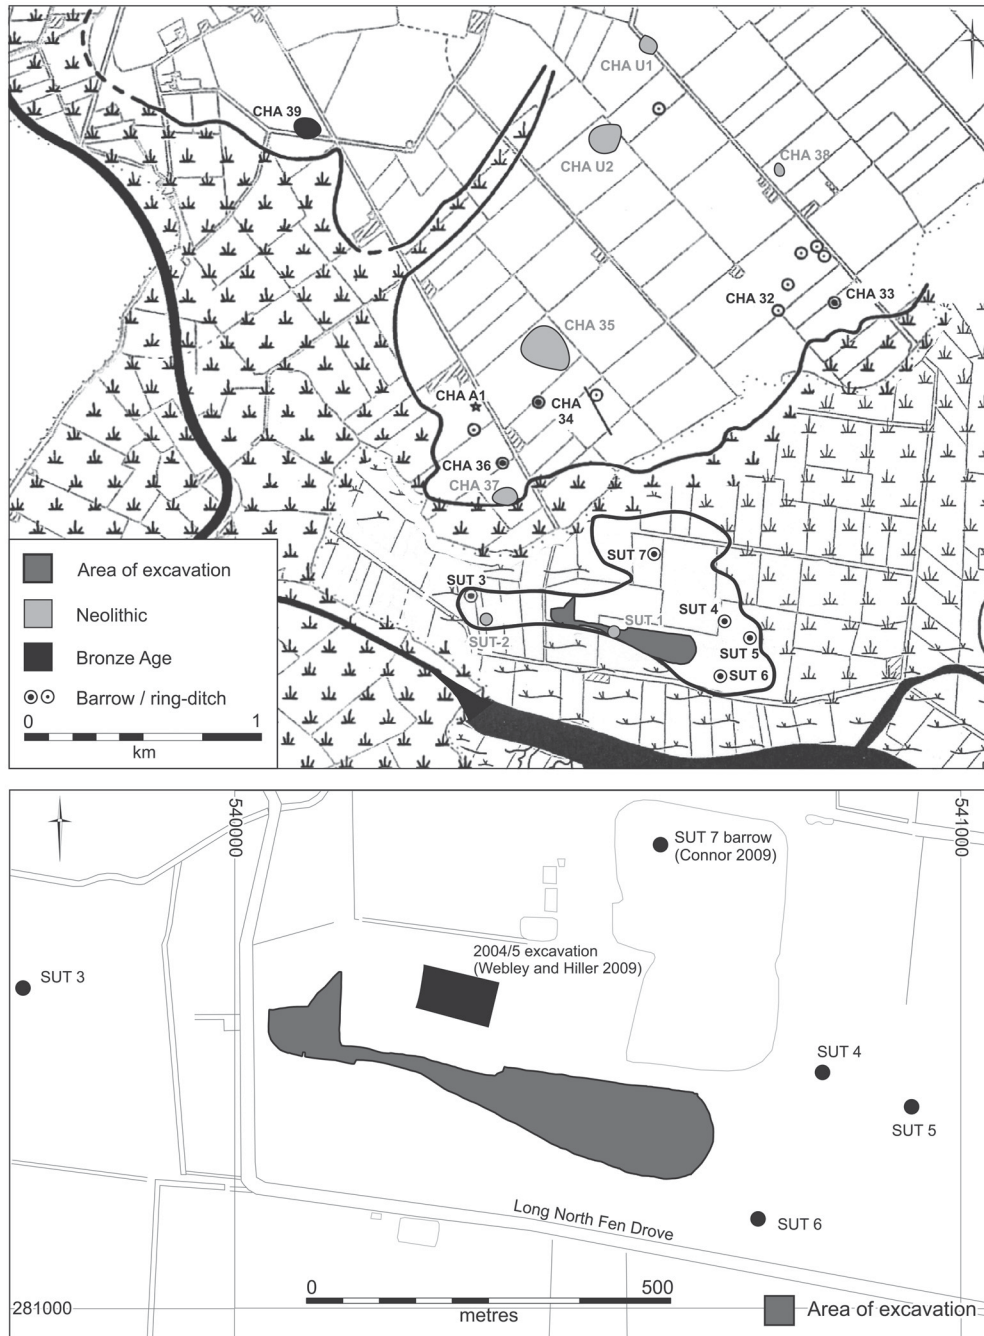 CHA U1
CHA 39
CHA U2
CHA 38
CHA 32
CHA 33
CHA 35
CHA A1
CHA
34
CHA 36
CHA 37
SUT 7
SUT 3
SUT 1
SUT 4
SUT 2
SUT 5
SUT 6
Area of excavation
Neolithic
Bronze Age
Barrow / ring-ditch
0 1
km
540000
541000
SUT 7 barrow
(Connor 2009)
2004/5 excavation
(Webley and Hiller 2009)
SUT 3
SUT 4
SUT 5
SUT 6
Long North Fen Drove
0 500
metres
281000
Area of excavation